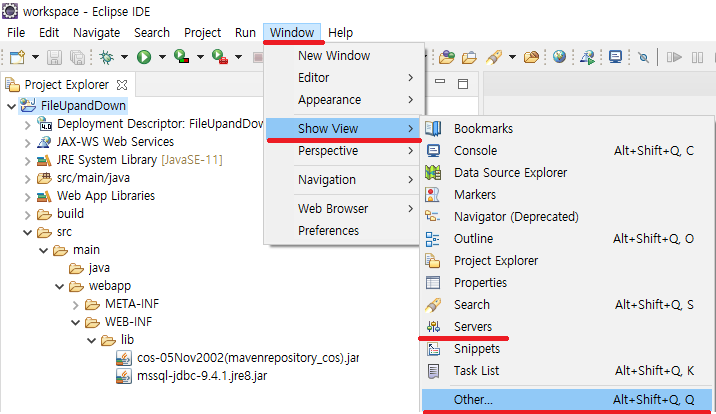 workspace - Eclipse IDE
File Edit Navigate Search Project Run Window Help
Project Explorer
FileUpandDown
Deployment Descriptor: FileUpandDow
JAX-WS Web Services
JRE System Library [JavaSE-11]
src/main/java
Web App Libraries
build
src
main
java
webapp
META-INF
WEB-INF
lib
cos-05Nov2002(mavenrepository_cos).jar
mssql-jdbc-9.4.1.jre8.jar
New Window
Editor
Appearance
Show View
Perspective
Navigation
Web Browser
Preferences
Bookmarks
Console Alt+Shift+Q, C
Data Source Explorer
Markers
Navigator (Deprecated)
Outline Alt+Shift+Q, O
Project Explorer
Properties
Search Alt+Shift+Q, S
Servers
Snippets
Task List Alt+Shift+Q, K
Other... Alt+Shift+Q, Q